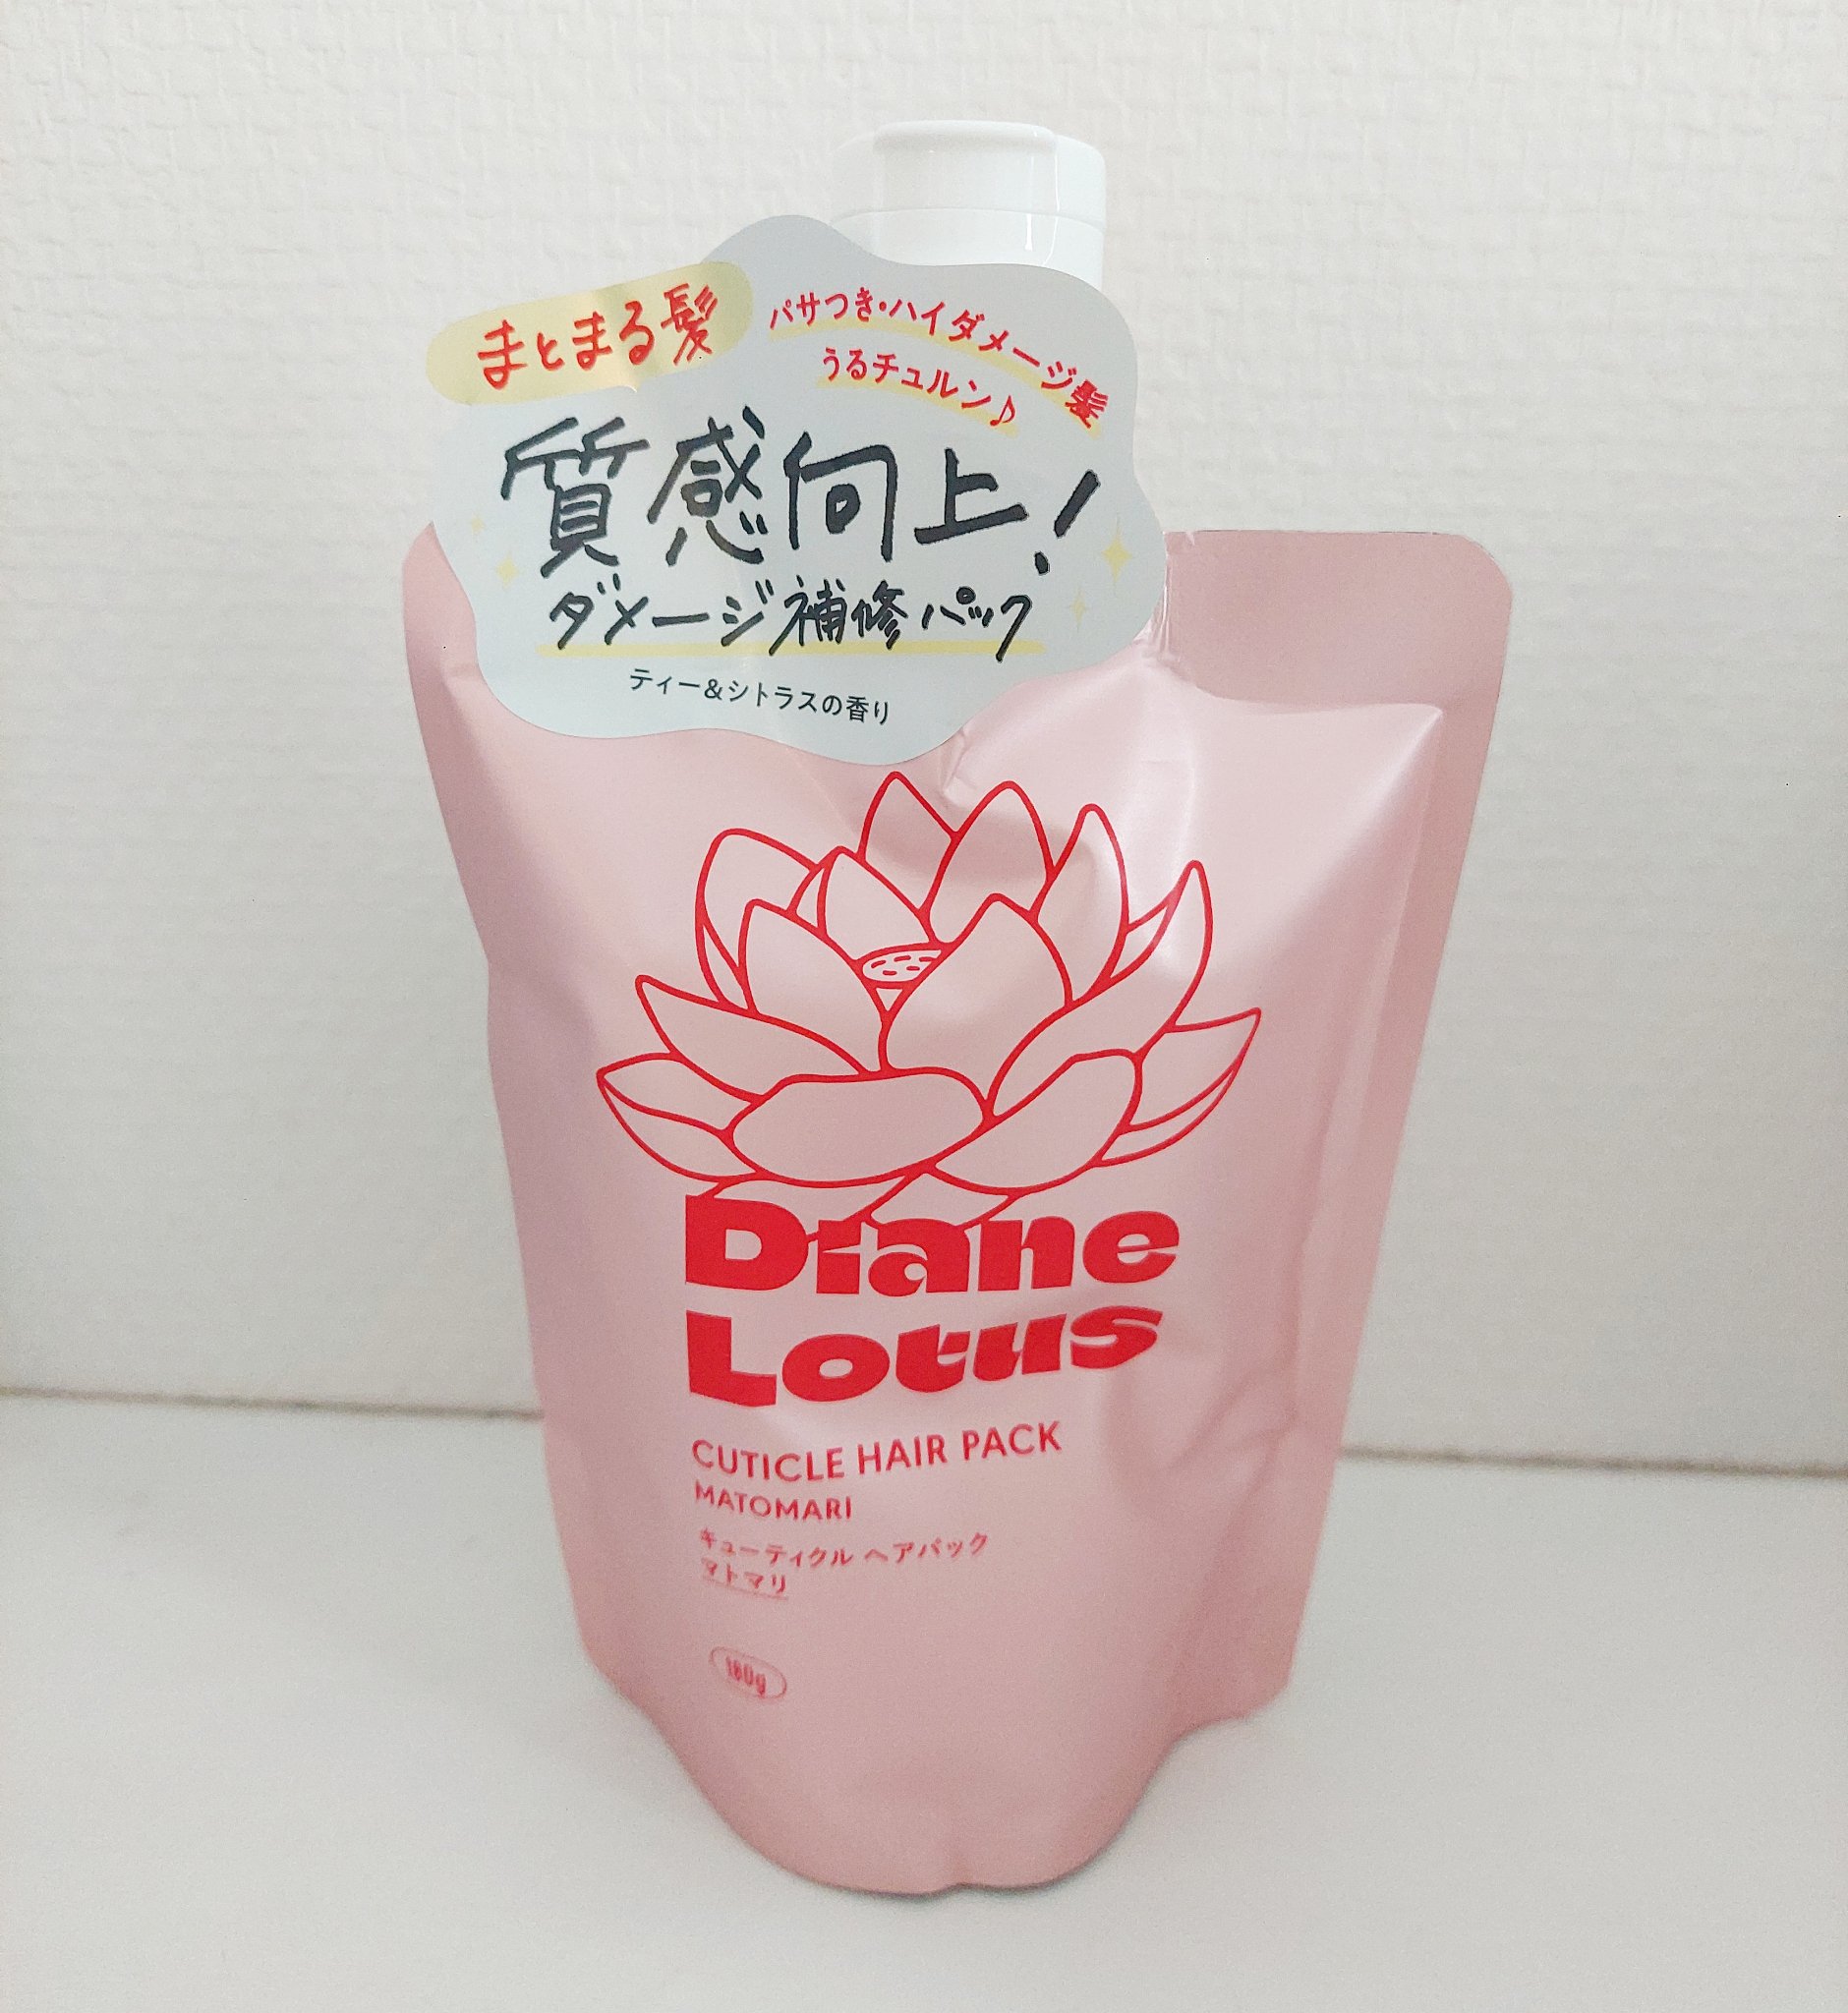 まとまる髪
パサつき・ハイダメージ髪
うるチュルン♪
質感向上!
ダメージ補修パック
ティー&シトラスの香り
Diane
Lotus
CUTICLE HAIR PACK
MATOMARI
キューティクル ヘアパック
マトマリ
180g